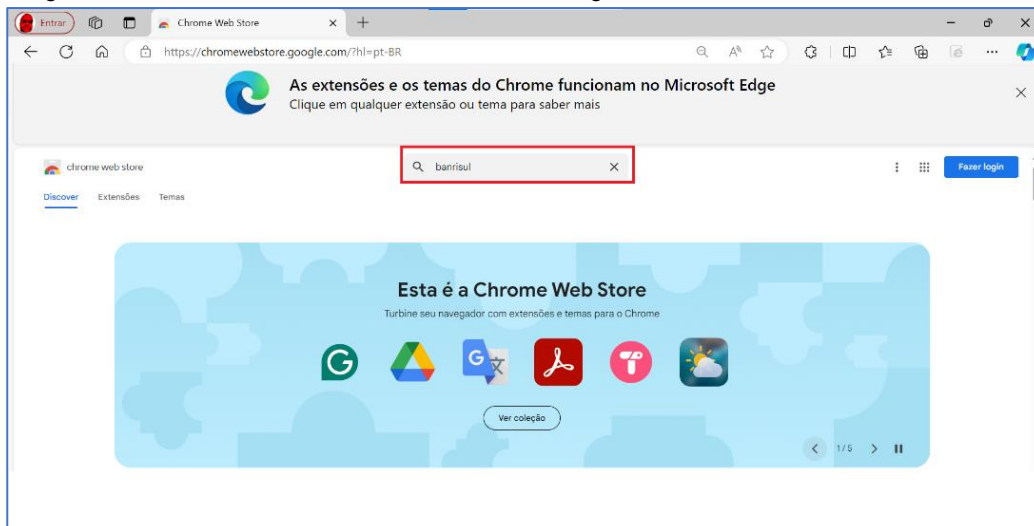 Entrar
Chrome Web Store
https://chromewebstore.google.com/?hl=pt-BR
As extensões e os temas do Chrome funcionam no Microsoft Edge
Clique em qualquer extensão ou tema para saber mais
chrome web store
banrisul
Fazer login
Discover Extensões Temas
Esta é a Chrome Web Store
Turbine seu navegador com extensões e temas para o Chrome
Ver coleção
1/5